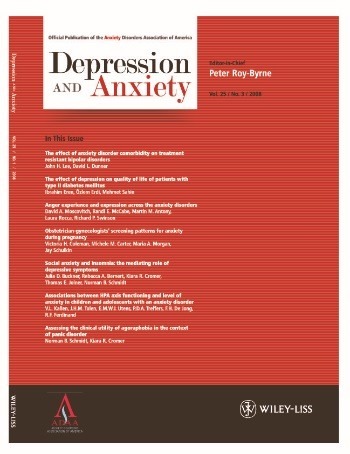 Official Publication of the Anxiety Disorders Association of America
Depression
AND Anxiety
Editor-in-Chief
Peter Roy-Byrne
Vol. 25 / No. 2008
In This Issue
The effect of anxiety disorder comorbidity on treatment
resistant bipolar disorders
John H. Lee, David L. Dunner
The effect of depression on quality of life of patients with
type II diabetes mellitus
Ibrahim Eren, Özlem Erdi, Mehmet Sahin
Anger experience and expression across the anxiety disorders
David A. Moscovitch, Randi E. McCabe, Martin M. Antony,
Laura Rocca, Richard P. Swinson
Obstetrician-gynecologists' screening patterns for anxiety
during pregnancy
Victoria H. Coleman, Michele M. Carter, Maria A. Morgan,
Jay Schulkin
Social anxiety and insomnia: the mediating role of
depressive symptoms
Julia D. Buckner, Rebecca A. Bernert, Kiara R. Cromer,
Thomas E. Joiner, Norman B. Schmidt
Associations between HPA axis functioning and level of
anxiety in children and adolescents with an anxiety disorder
V.L. Kallen, J.H.M. Tulen, E.M.W.J. Utens, P.D.A. Treffers, F.H. De Jong,
R.F. Ferdinand
Assessing the clinical utility of agoraphobia in the context
of panic disorder
Norman B. Schmidt, Kiara R. Cromer
ADAA
WILEY-LISS
Depression AND Anxiety
2008
WILEY-LISS